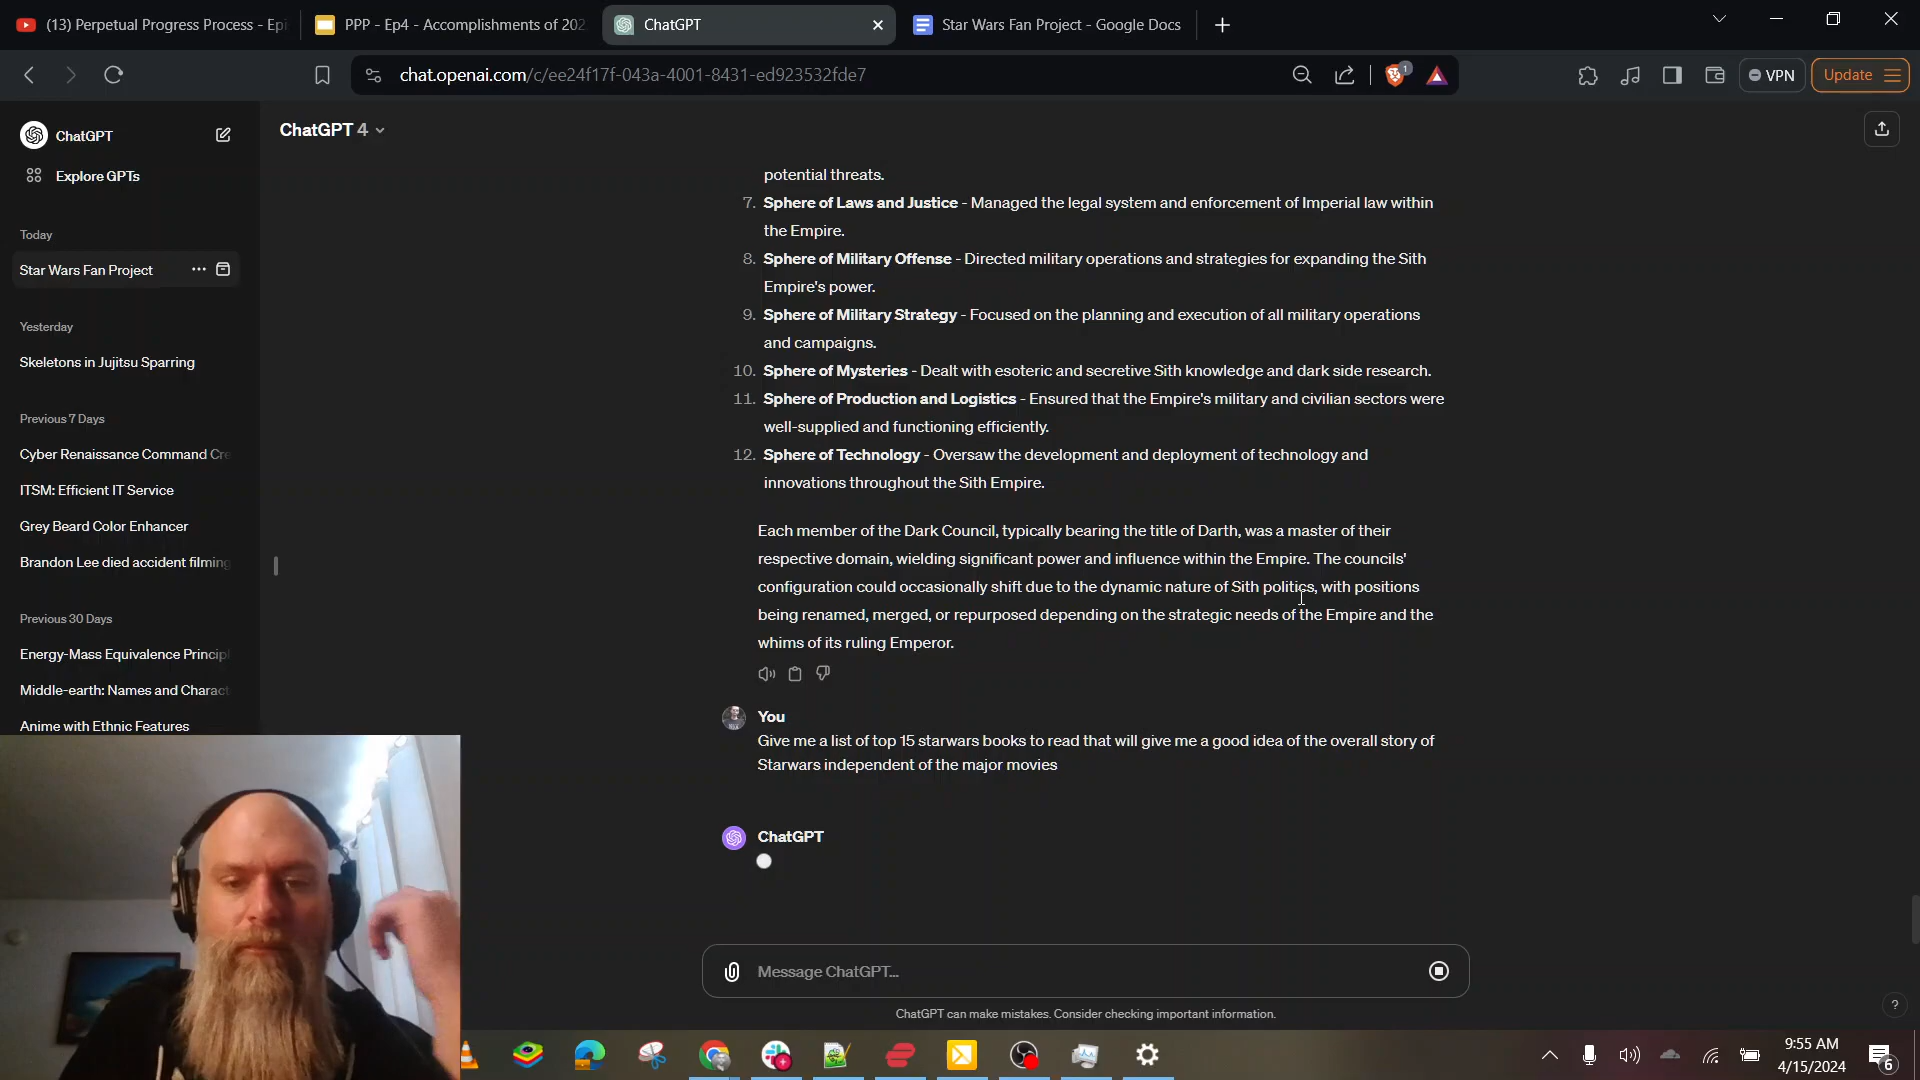 (13) Perpetual Progress Process - Epi
PPP - Ep4 - Accomplishments of 202
ChatGPT
Star Wars Fan Project - Google Docs
chat.openai.com/c/ee24f17f-043a-4001-8431-ed923532fde7
1
VPN
Update
ChatGPT
Explore GPTs
Today
Star Wars Fan Project
Yesterday
Skeletons in Jujitsu Sparring
Previous 7 Days
Cyber Renaissance Command Cre
ITSM: Efficient IT Service
Grey Beard Color Enhancer
Brandon Lee died accident filming
Previous 30 Days
Energy-Mass Equivalence Principl
Middle-earth: Names and Charact
Anime with Ethnic Features
ChatGPT 4
potential threats.
7. Sphere of Laws and Justice - Managed the legal system and enforcement of Imperial law within
the Empire.
8. Sphere of Military Offense - Directed military operations and strategies for expanding the Sith
Empire's power.
9. Sphere of Military Strategy - Focused on the planning and execution of all military operations
and campaigns.
10. Sphere of Mysteries - Dealt with esoteric and secretive Sith knowledge and dark side research.
11. Sphere of Production and Logistics - Ensured that the Empire's military and civilian sectors were
well-supplied and functioning efficiently.
12. Sphere of Technology - Oversaw the development and deployment of technology and
innovations throughout the Sith Empire.
Each member of the Dark Council, typically bearing the title of Darth, was a master of their
respective domain, wielding significant power and influence within the Empire. The councils'
configuration could occasionally shift due to the dynamic nature of Sith politics, with positions
being renamed, merged, or repurposed depending on the strategic needs of the Empire and the
whims of its ruling Emperor.
You
Give me a list of top 15 starwars books to read that will give me a good idea of the overall story of
Starwars independent of the major movies
ChatGPT
Message ChatGPT...
ChatGPT can make mistakes. Consider checking important information.
?
9:55 AM
4/15/2024
6